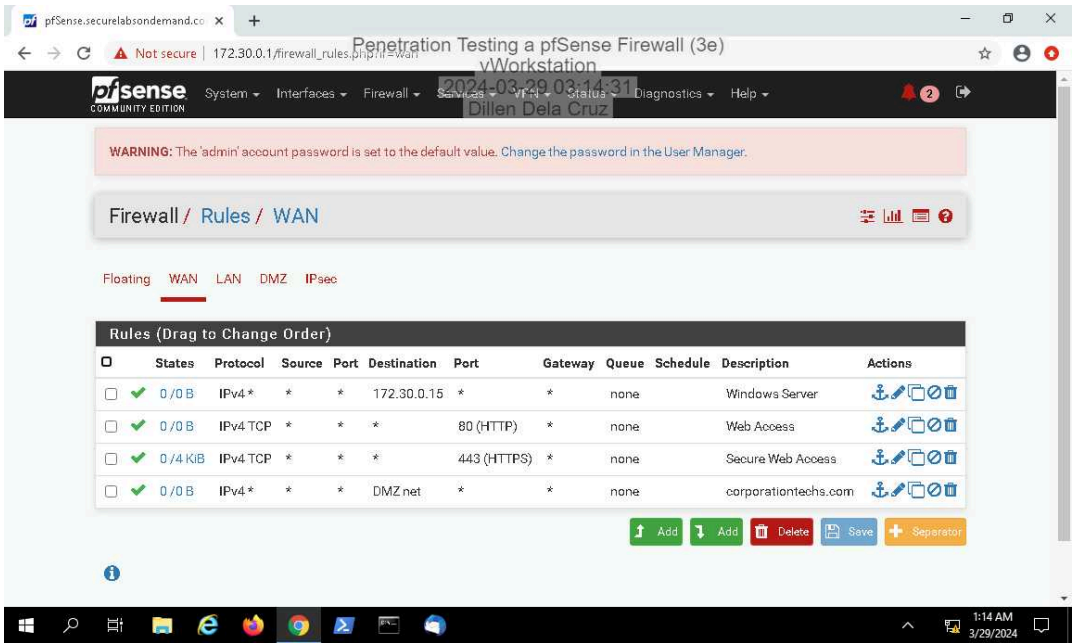 pfSense.securelabsondemand.co
Not secure | 172.30.0.1/firewall_rules.php?if=wan
Penetration Testing a pfSense Firewall (3e)
vWorkstation
2024-03-29 03:14:31
Dillen Dela Cruz
pfsense
COMMUNITY EDITION
System Interfaces Firewall Services VPN Status Diagnostics Help 2
WARNING: The 'admin' account password is set to the default value. Change the password in the User Manager.
Firewall / Rules / WAN
Floating WAN LAN DMZ IPsec
Rules (Drag to Change Order)
States Protocol Source Port Destination Port Gateway Queue Schedule Description Actions
0 /0 B IPv4 * * * 172.30.0.15 * * none Windows Server
0 /0 B IPv4 TCP * * * 80 (HTTP) * none Web Access
0 /4 KiB IPv4 TCP * * * 443 (HTTPS) * none Secure Web Access
0 /0 B IPv4 * * * DMZ net * * none corporationtechs.com
Add Add Delete Save Separator
1:14 AM
3/29/2024